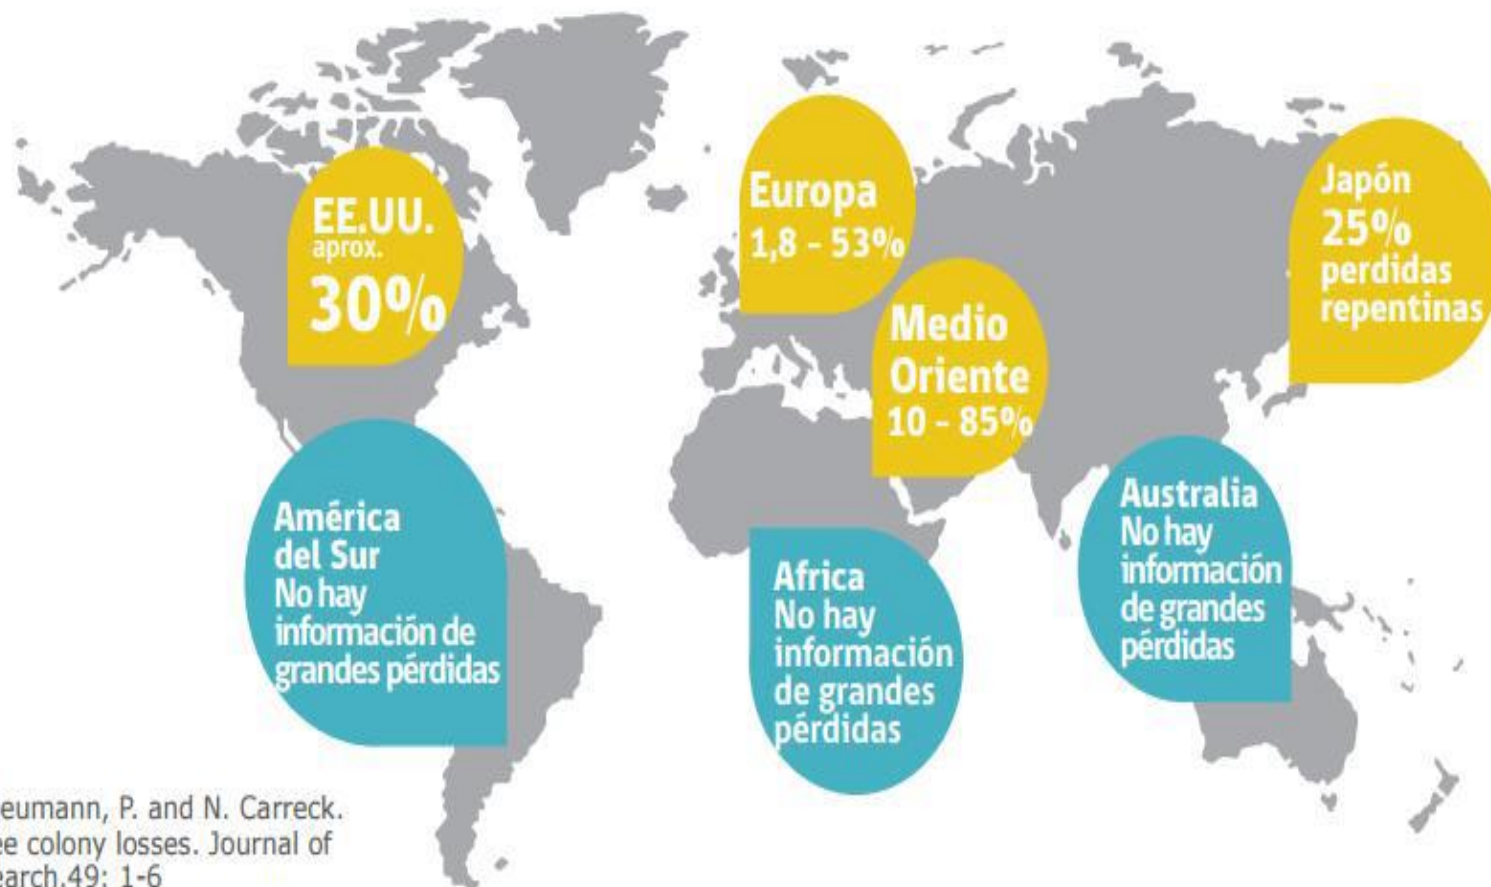 EE.UU.
aprox.
30%
Europa
1,8 - 53%
Medio
Oriente
10 - 85%
Japón
25%
perdidas
repentinas
América
del Sur
No hay
información de
grandes pérdidas
Africa
No hay
información
de grandes
pérdidas
Australia
No hay
información
de grandes
pérdidas
eumann, P. and N. Carreck.
ee colony losses. Journal of
earch.49: 1-6